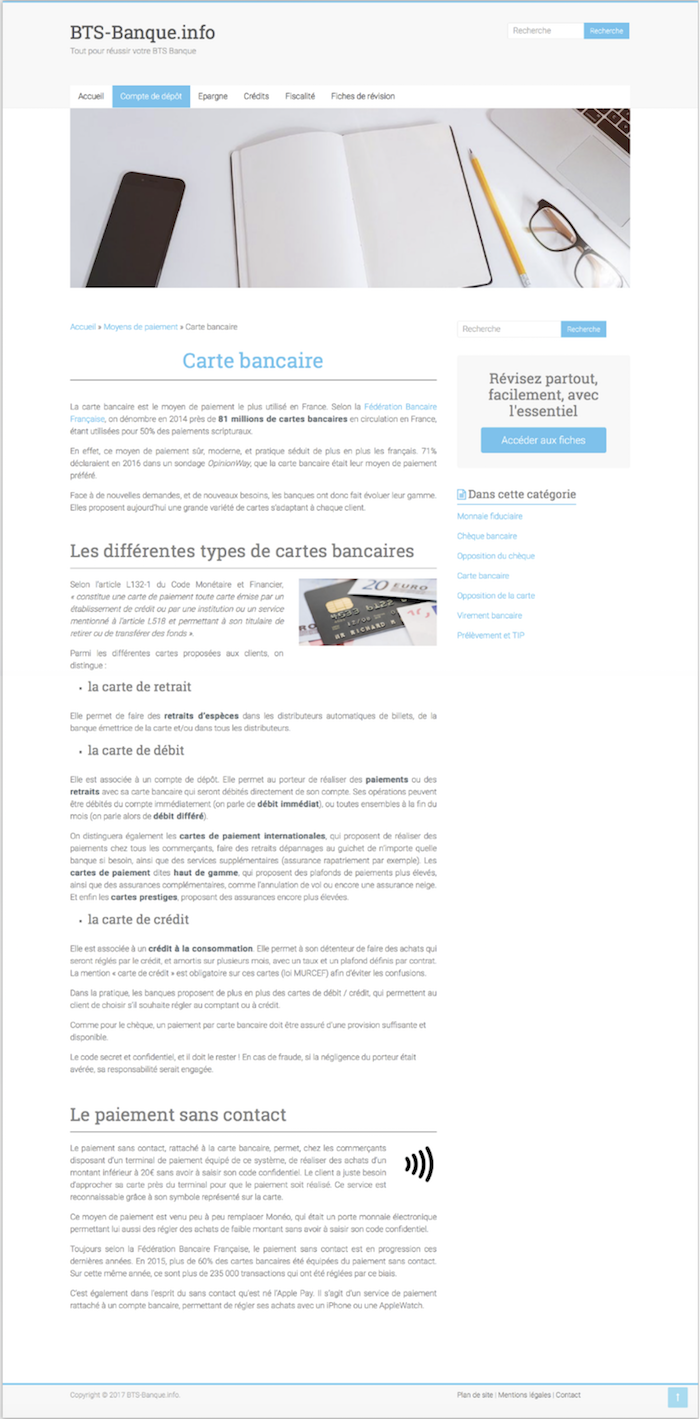 BTS-Banque.info
Tout pour réussir votre BTS Banque
Recherche
Recherche
Accueil
Compte de dépôt
Epargne
Crédits
Fiscalité
Fiches de révision
Accueil » Moyens de paiement » Carte bancaire
Carte bancaire
La carte bancaire est le moyen de paiement le plus utilisé en France. Selon la Fédération Bancaire
Française, on dénombre en 2014 près de 81 millions de cartes bancaires en circulation en France,
étant utilisées pour 50% des paiements scripturaux.
En effet, ce moyen de paiement sûr, moderne, et pratique séduit de plus en plus les français. 71%
déclaraient en 2016 dans un sondage OpinionWay, que la carte bancaire était leur moyen de paiement
préféré.
Face à de nouvelles demandes, et de nouveaux besoins, les banques ont donc fait évoluer leur gamme.
Elles proposent aujourd'hui une grande variété de cartes s'adaptant à chaque client.
Les différentes types de cartes bancaires
Selon l'article L132-1 du Code Monétaire et Financier,
« constitue une carte de paiement toute carte émise par un
établissement de crédit ou par une institution ou un service
mentionné à l'article L518 et permettant à son titulaire de
retirer ou de transférer des fonds ».
20 EURO
Parmi les différentes cartes proposées aux clients, on
distingue :
• la carte de retrait
Elle permet de faire des retraits d'espèces dans les distributeurs automatiques de billets, de la
banque émettrice de la carte et/ou dans tous les distributeurs.
• la carte de débit
Elle est associée à un compte de dépôt. Elle permet au porteur de réaliser des paiements ou des
retraits avec sa carte bancaire qui seront débités directement de son compte. Ses opérations peuvent
être débités du compte immédiatement (on parle de débit immédiat), ou toutes ensembles à la fin du
mois (on parle alors de débit différé).
On distinguera également les cartes de paiement internationales, qui proposent de réaliser des
paiements chez tous les commerçants, faire des retraits dépannages au guichet de n'importe quelle
banque si besoin, ainsi que des services supplémentaires (assurance rapatriement par exemple). Les
cartes de paiement dites haut de gamme, qui proposent des plafonds de paiements plus élevés,
ainsi que des assurances complémentaires, comme l'annulation de vol ou encore une assurance neige.
Et enfin les cartes prestiges, proposant des assurances encore plus élevées.
• la carte de crédit
Elle est associée à un crédit à la consommation. Elle permet à son détenteur de faire des achats qui
seront réglés par le crédit, et amortis sur plusieurs mois, avec un taux et un plafond définis par contrat.
La mention « carte de crédit » est obligatoire sur ces cartes (loi MURCEF) afin d'éviter les confusions.
Dans la pratique, les banques proposent de plus en plus des cartes de débit / crédit, qui permettent au
client de choisir s'il souhaite régler au comptant ou à crédit.
Comme pour le chèque, un paiement par carte bancaire doit être assuré d'une provision suffisante et
disponible.
Le code secret et confidentiel, et il doit le rester ! En cas de fraude, si la négligence du porteur était
avérée, sa responsabilité serait engagée.
Le paiement sans contact
Le paiement sans contact, rattaché à la carte bancaire, permet, chez les commerçants
disposant d'un terminal de paiement équipé de ce système, de réaliser des achats d'un
montant inférieur à 20€ sans avoir à saisir son code confidentiel. Le client a juste besoin
d'approcher sa carte près du terminal pour que le paiement soit réalisé. Ce service est
reconnaissable grâce à son symbole représenté sur la carte.
Ce moyen de paiement est venu peu à peu remplacer Monéo, qui était un porte monnaie électronique
permettant lui aussi des régler des achats de faible montant sans avoir à saisir son code confidentiel.
Toujours selon la Fédération Bancaire Française, le paiement sans contact est en progression ces
dernières années. En 2015, plus de 60% des cartes bancaires été équipées du paiement sans contact.
Sur cette même année, ce sont plus de 235 000 transactions qui ont été réglées par ce biais.
C'est également dans l'esprit du sans contact qu'est né l'Apple Pay. Il s'agit d'un service de paiement
rattaché à un compte bancaire, permettant de régler ses achats avec un iPhone ou une AppleWatch.
Recherche
Recherche
Révisez partout,
facilement, avec
l'essentiel
Accéder aux fiches
Dans cette catégorie
Monnaie fiduciaire
Chèque bancaire
Opposition du chèque
Carte bancaire
Opposition de la carte
Virement bancaire
Prélèvement et TIP
Copyright © 2017 BTS-Banque.info.
Plan de site | Mentions légales | Contact